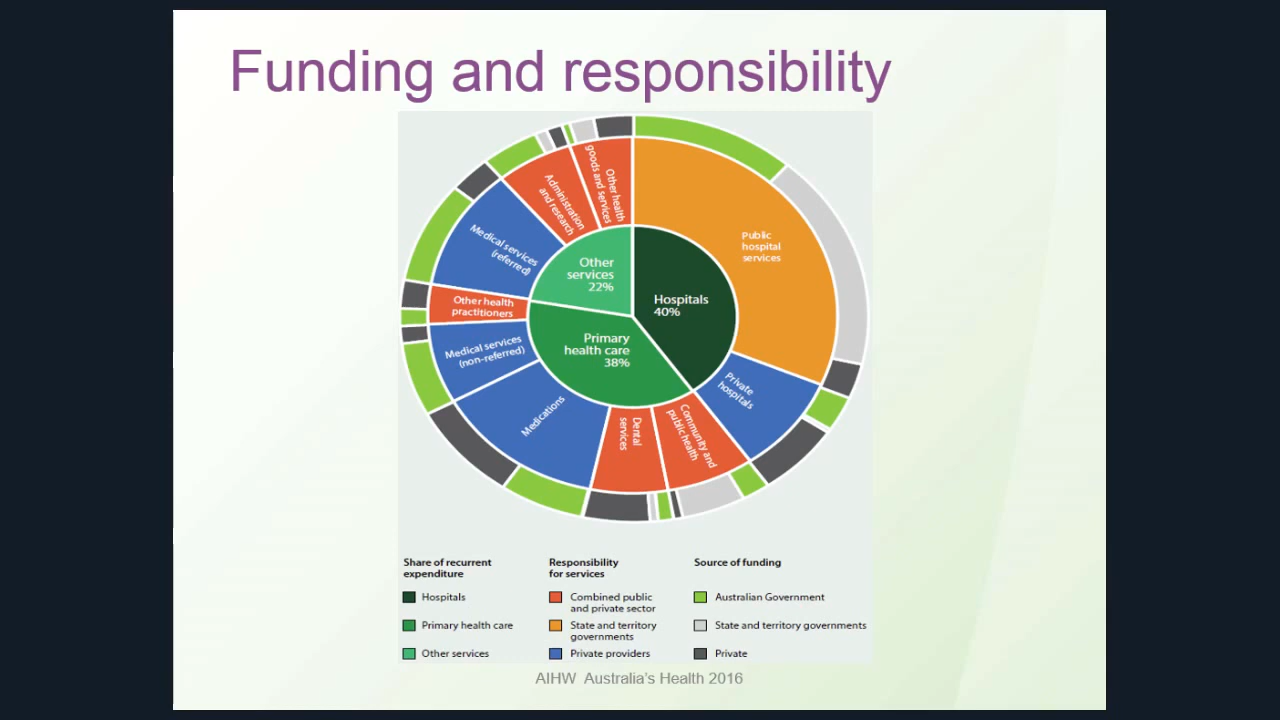 Funding and responsibility
Other health
goods and services
Administration
and research
Medical services
(referred)
Other health
practitioners
Medical services
(non-referred)
Medications
Dental
services
Community and
public health
Private
hospitals
Public
hospital
services
Other
services
22%
Hospitals
40%
Primary
health care
38%
Share of recurrent
expenditure
Hospitals
Primary health care
Other services
Responsibility
for services
Combined public
and private sector
State and territory
governments
Private providers
Source of funding
Australian Government
State and territory governments
Private
AIHW Australia's Health 2016